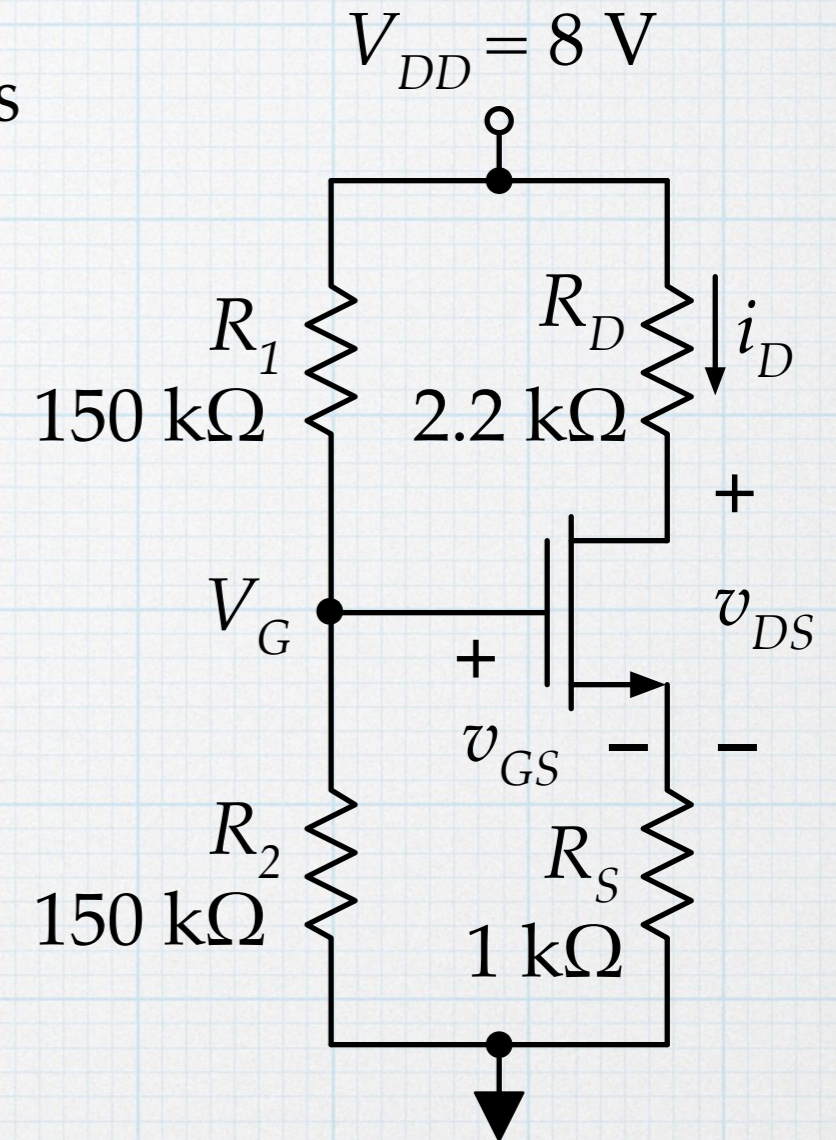 V_DD = 8 V
s
R_1
150 kΩ
R_D
2.2 kΩ
i_D
+
V_G
+
v_GS
–
v_DS
–
R_2
150 kΩ
R_S
1 kΩ